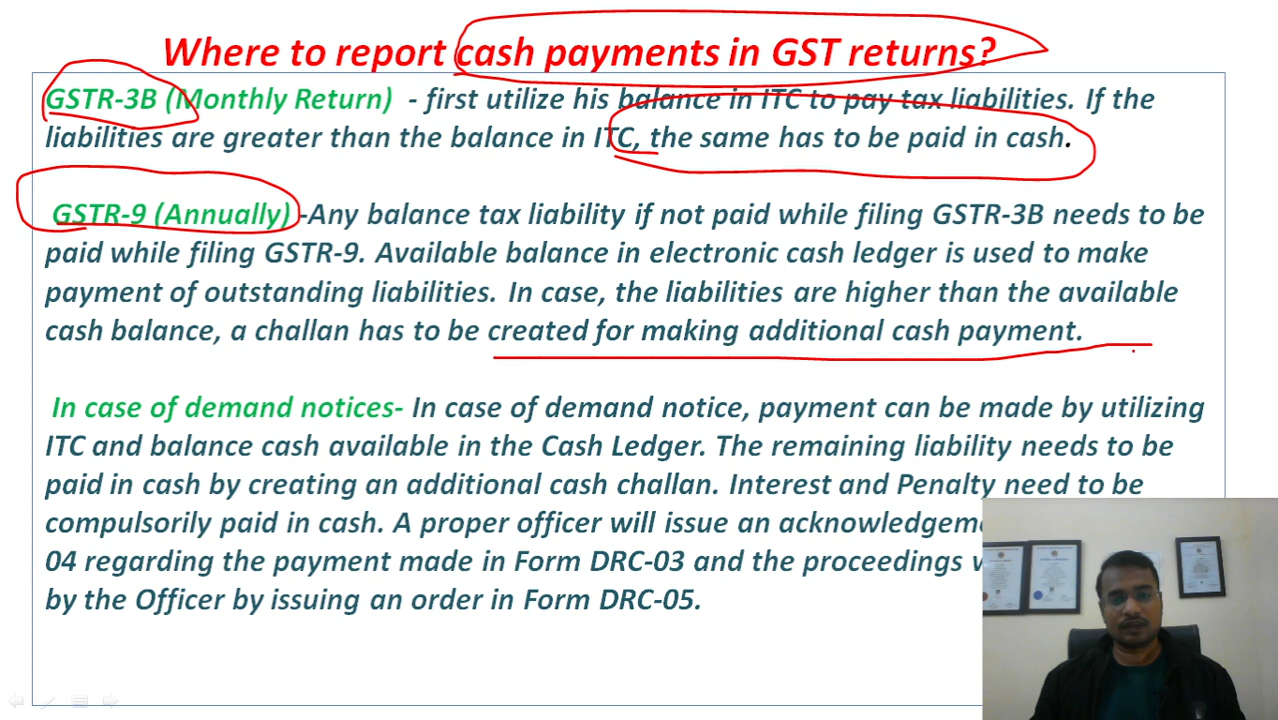 Where to report cash payments in GST returns?
GSTR-3B (Monthly Return) - first utilize his balance in ITC to pay tax liabilities. If the
liabilities are greater than the balance in ITC, the same has to be paid in cash.
GSTR-9 (Annually) -Any balance tax liability if not paid while filing GSTR-3B needs to be
paid while filing GSTR-9. Available balance in electronic cash ledger is used to make
payment of outstanding liabilities. In case, the liabilities are higher than the available
cash balance, a challan has to be created for making additional cash payment.
In case of demand notices- In case of demand notice, payment can be made by utilizing
ITC and balance cash available in the Cash Ledger. The remaining liability needs to be
paid in cash by creating an additional cash challan. Interest and Penalty need to be
compulsorily paid in cash. A proper officer will issue an
04 regarding the payment made in Form DRC-03 and the proceedings
by the Officer by issuing an order in Form DRC-05.